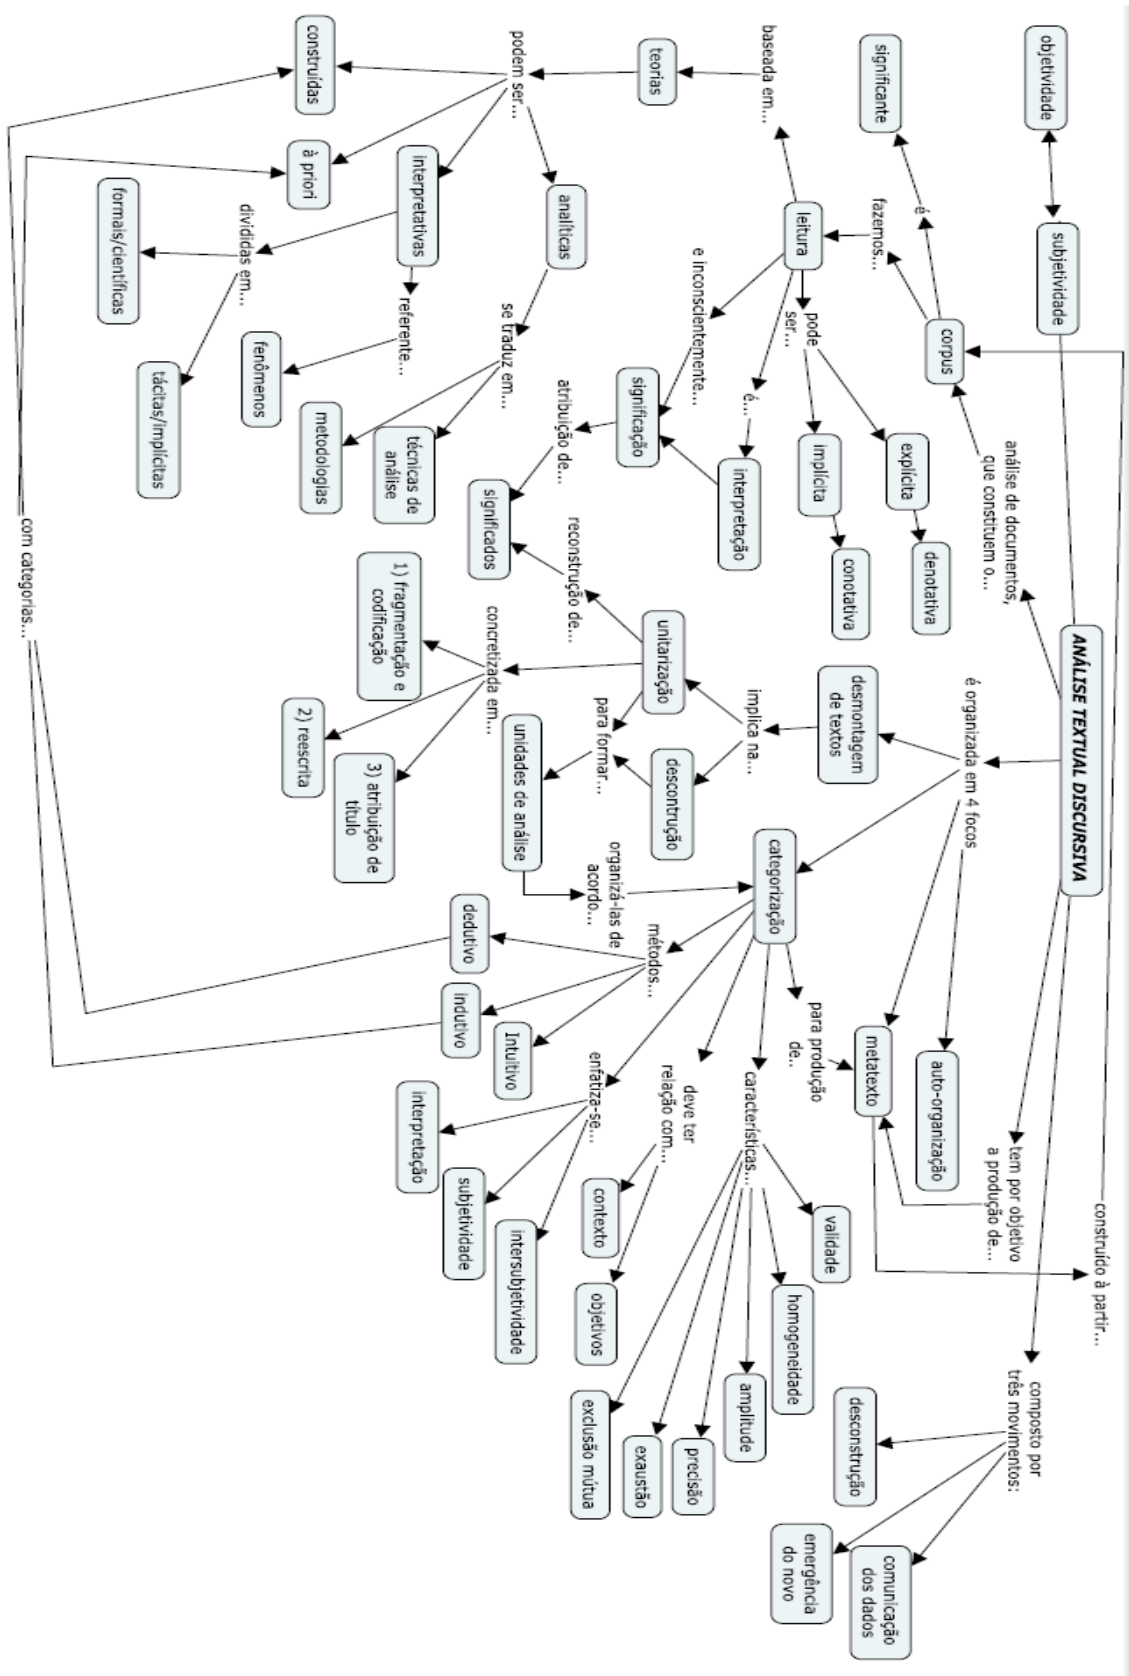 ANÁLISE TEXTUAL DISCURSIVA
objetividade
subjetividade
análise de documentos,
que constituem o...
corpus
é
significante
fazemos...
leitura
baseada em...
teorias
podem ser...
construídas
à priori
interpretativas
analíticas
divididas em...
formais/científicas
tácitas/implícitas
referente...
fenômenos
se traduz em...
metodologias
técnicas de
análise
e inconscientemente...
é...
pode
ser...
explícita
denotativa
implícita
conotativa
interpretação
significação
atribuição de...
significados
é organizada em 4 focos
desmontagem
de textos
implica na...
unitarização
descontrução
reconstrução de...
concretizada em...
1) fragmentação e
codificação
2) reescrita
3) atribuição de
título
para formar...
unidades de análise
organizá-las de
acordo...
categorização
métodos...
dedutivo
indutivo
Intuitivo
com categorias...
enfatiza-se...
interpretação
subjetividade
intersubjetividade
deve ter
relação com...
contexto
objetivos
características...
validade
homogeneidade
amplitude
precisão
exaustão
exclusão mútua
para produção
de..
metatexto
auto-organização
tem por objetivo
a produção de...
construído à partir...
composto por
três movimentos:
desconstrução
emergência
do novo
comunicação
dos dados